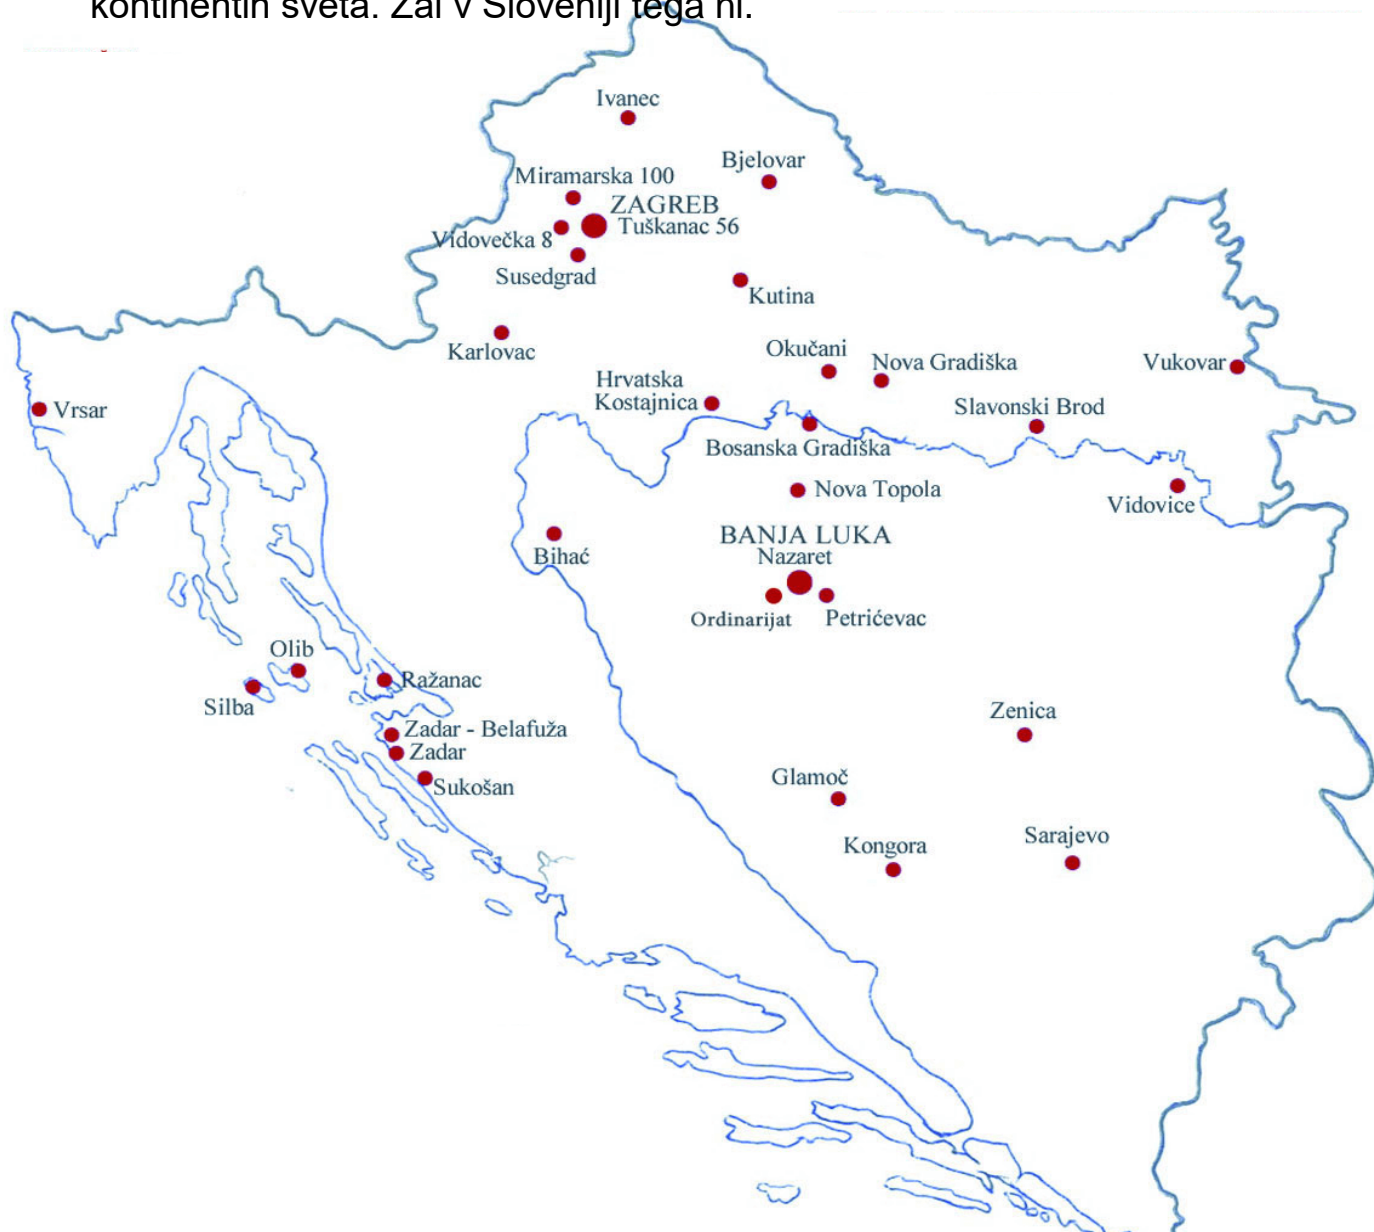 kontinentih sveta. Žal v Sloveniji tega ni.
Ivanec
Bjelovar
Miramarska 100
ZAGREB
Tuškanac 56
Vidovečka 8
Susedgrad
Kutina
Karlovac
Okučani
Nova Gradiška
Vukovar
Hrvatska
Kostajnica
Vrsar
Slavonski Brod
Bosanska Gradiška
Nova Topola
Vidovice
BANJA LUKA
Nazaret
Bihać
Ordinarijat
Petrićevac
Olib
Ražanac
Silba
Zenica
Zadar - Belafuža
Zadar
Glamoč
Sukošan
Sarajevo
Kongora